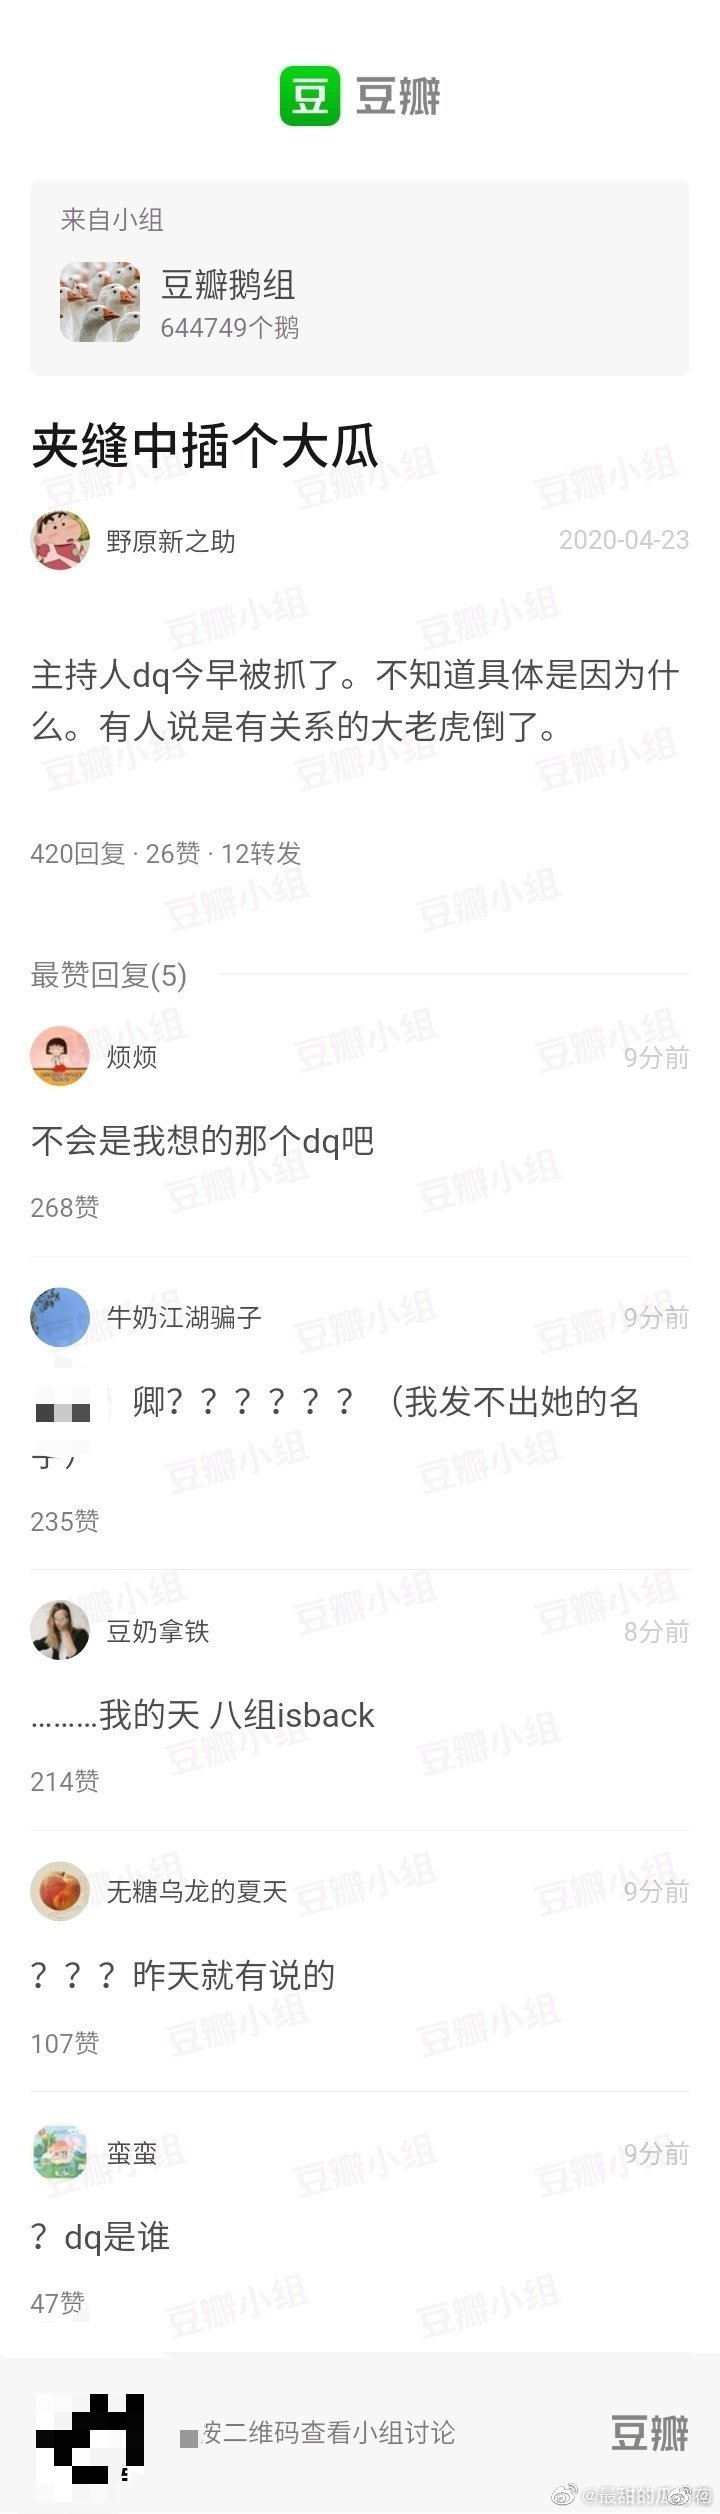 豆 豆瓣
来自小组
豆瓣鹅组
644749个鹅
夹缝中插个大瓜
野原新之助 2020-04-23
主持人dq今早被抓了。不知道具体是因为什
么。有人说是有关系的大老虎倒了。
420回复 · 26赞 · 12转发
最赞回复(5)
烦烦 9分前
不会是我想的那个dq吧
268赞
牛奶江湖骗子 9分前
卿？？？？？？（我发不出她的名
235赞
豆奶拿铁 8分前
………我的天 八组isback
214赞
无糖乌龙的夏天 9分前
？？？昨天就有说的
107赞
蛮蛮 9分前
？dq是谁
47赞
按二维码查看小组讨论 豆瓣
@最甜的瓜